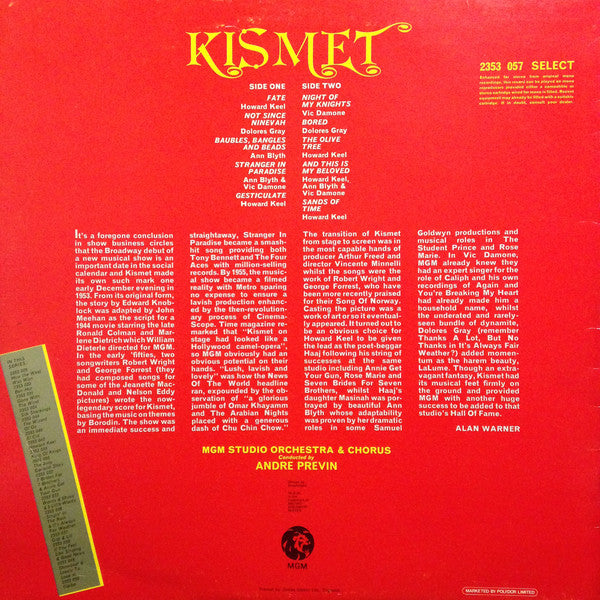 KISMET
2353 057 SELECT
Enhanced for stereo from original mono
SIDE ONE
FATE
Howard Keel
NOT SINCE
NINEVAH
Dolores Gray
BAUBLES, BANGLES
AND BEADS
Ann Blyth
STRANGER IN
PARADISE
Ann Blyth &
Vic Damone
GESTICULATE
Howard Keel
SIDE TWO
NIGHT OF
MY KNIGHTS
Vic Damone
BORED
Dolores Gray
THE OLIVE
TREE
Howard Keel
AND THIS IS
MY BELOVED
Howard Keel,
Ann Blyth &
Vic Damone
SANDS OF
TIME
Howard Keel
It's a foregone conclusion
in show business circles
that the Broadway debut of
a new musical show is an
important date in the social
calendar and Kismet made
its own such mark one
early December evening in
1953. From its original form,
the story by Edward Knob-
lock was adapted by John
Meehan as the script for a
1944 movie starring the late
Ronald Colman and Mar-
lene Dietrich which William
Dieterle directed for MGM.
In the early 'fifties, two
songwriters Robert Wright
and George Forrest (they
had composed songs for
some of the Jeanette Mac-
Donald and Nelson Eddy
pictures) wrote the now-
legendary score for Kismet,
basing the music on themes
by Borodin. The show was
an immediate success and
straightaway, Stranger In
Paradise became a smash-
hit song providing both
Tony Bennett and The Four
Aces with million-selling
records. By 1955, the music-
al show became a filmed
reality with Metro sparing
no expense to ensure a
lavish production enhanc-
ed by the then-revolution-
ary process of Cinema-
Scope. Time magazine re-
marked that "Kismet on
stage had looked like a
Hollywood camel-opera",
so MGM obviously had an
obvious potential on their
hands. "Lush, lavish and
lovely" was how the News
Of The World headline
ran, expounded by the ob-
servation of "a glorious
jumble of Omar Khayamm
and The Arabian Nights
placed with a generous
dash of Chu Chin Chow."
The transition of Kismet
from stage to screen was in
the most capable hands of
producer Arthur Freed and
director Vincente Minnelli
whilst the songs were the
work of Robert Wright and
George Forrest, who have
been more recently praised
for their Song Of Norway.
Casting the picture was a
work of art or so it eventual-
ly appeared. It turned out to
be an obvious choice for
Howard Keel to be given
the lead as the poet-beggar
Haaj following his string of
successes at the same
studio including Annie Get
Your Gun, Rose Marie and
Seven Brides For Seven
Brothers, whilst Haaj's
daughter Masinah was por-
trayed by beautiful Ann
Blyth whose adaptability
was proven by her dramatic
roles in some Samuel
Goldwyn productions and
musical roles in The
Student Prince and Rose
Marie. In Vic Damone,
MGM already knew they
had an expert singer for the
role of Caliph and his own
recordings of Again and
You're Breaking My Heart
had already made him a
household name, whilst
the underrated and rarely-
seen bundle of dynamite,
Dolores Gray (remember
Thanks A Lot, But No
Thanks in It's Always Fair
Weather?) added momen-
tum as the harem beauty,
LaLume. Though an extra-
vagant fantasy, Kismet had
its musical feet firmly on
the ground and provided
MGM with another huge
success to be added to that
studio's Hall Of Fame.
ALAN WARNER
MGM STUDIO ORCHESTRA & CHORUS
Conducted by
ANDRE PREVIN
MGM
MARKETED BY POLYDOR LIMITED